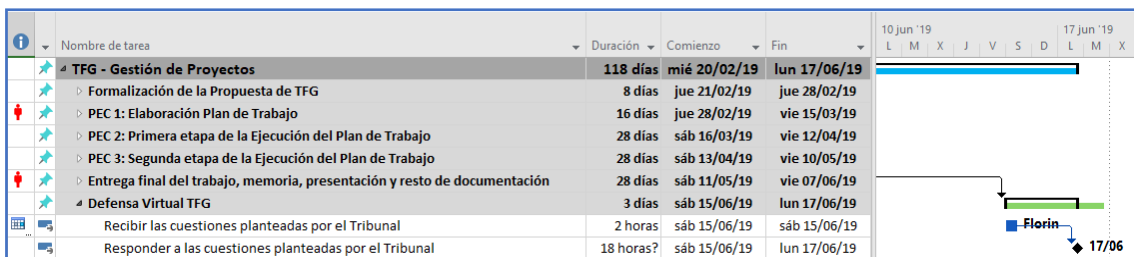 10 jun '19 17 jun '19
Nombre de tarea Duración Comienzo Fin L M X J V S D L M X
TFG - Gestión de Proyectos 118 días mié 20/02/19 lun 17/06/19
Formalización de la Propuesta de TFG 8 días jue 21/02/19 jue 28/02/19
PEC 1: Elaboración Plan de Trabajo 16 días jue 28/02/19 vie 15/03/19
PEC 2: Primera etapa de la Ejecución del Plan de Trabajo 28 días sáb 16/03/19 vie 12/04/19
PEC 3: Segunda etapa de la Ejecución del Plan de Trabajo 28 días sáb 13/04/19 vie 10/05/19
Entrega final del trabajo, memoria, presentación y resto de documentación 28 días sáb 11/05/19 vie 07/06/19
Defensa Virtual TFG 3 días sáb 15/06/19 lun 17/06/19
Recibir las cuestiones planteadas por el Tribunal 2 horas sáb 15/06/19 sáb 15/06/19 Florin
Responder a las cuestiones planteadas por el Tribunal 18 horas? sáb 15/06/19 lun 17/06/19 17/06